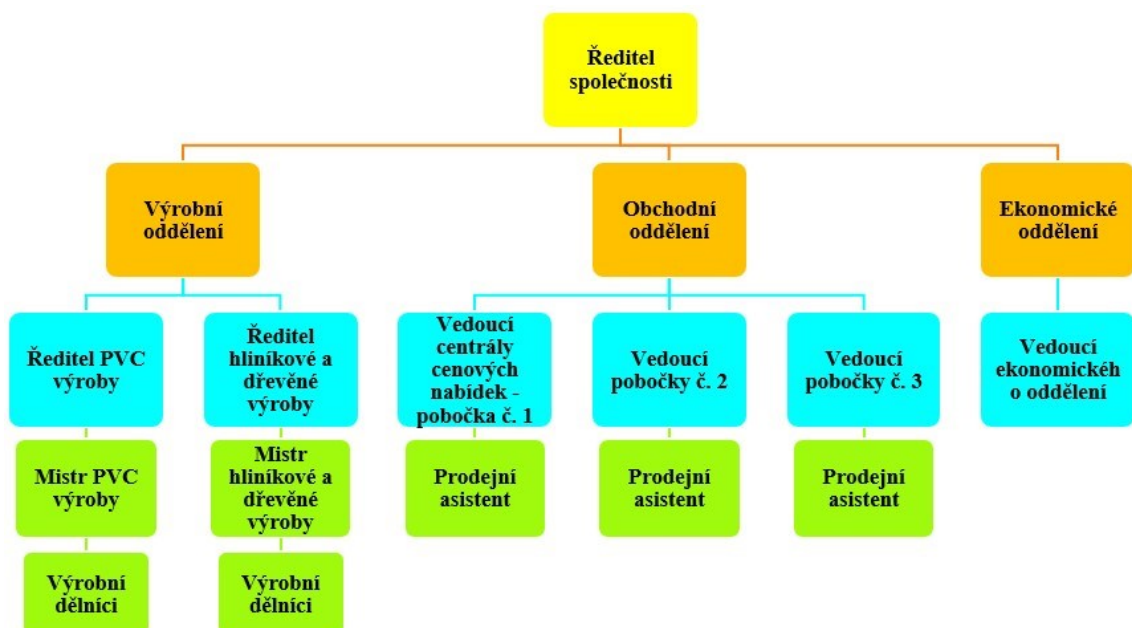 Ředitel
společnosti
Výrobní
oddělení
Obchodní
oddělení
Ekonomické
oddělení
Ředitel PVC
výroby
Ředitel
hliníkové a
dřevěné
výroby
Vedoucí
centrály
cenových
nabídek -
pobočka č. 1
Vedoucí
pobočky č. 2
Vedoucí
pobočky č. 3
Vedoucí
ekonomickéh
o oddělení
Mistr PVC
výroby
Mistr
hliníkové a
dřevěné
výroby
Prodejní
asistent
Prodejní
asistent
Prodejní
asistent
Výrobní
dělníci
Výrobní
dělníci